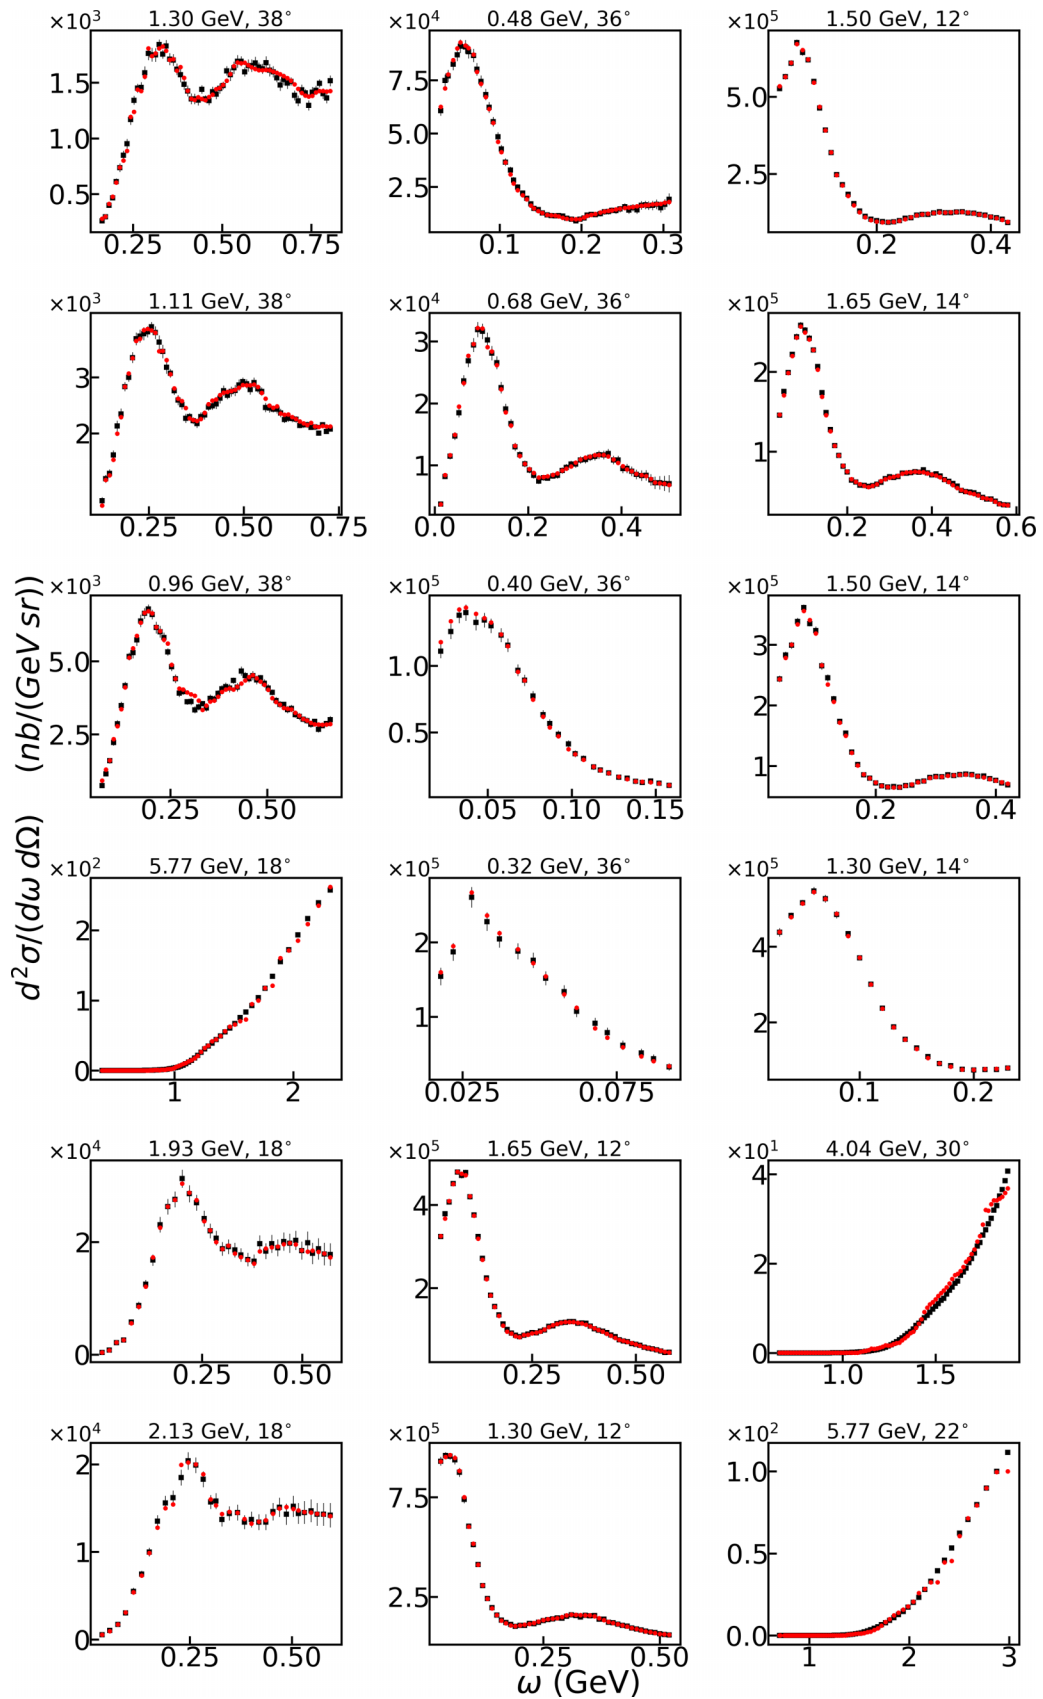 ×10³ 1.30 GeV, 38° ×10⁴ 0.48 GeV, 36° ×10⁵ 1.50 GeV, 12°
1.5 7.5 5.0
1.0 5.0
0.5 2.5 2.5
0.25 0.50 0.75 0.1 0.2 0.3 0.2 0.4
×10³ 1.11 GeV, 38° ×10⁴ 0.68 GeV, 36° ×10⁵ 1.65 GeV, 14°
3 3 2
2 2
1 1
0.25 0.50 0.75 0.0 0.2 0.4 0.2 0.4 0.6
×10³ 0.96 GeV, 38° ×10⁵ 0.40 GeV, 36° ×10⁵ 1.50 GeV, 14°
5.0 1.0 3
2
2.5 0.5 1
0.25 0.50 0.05 0.10 0.15 0.2 0.4
d²σ/(dω dΩ) (nb/(GeV sr))
×10² 5.77 GeV, 18° ×10⁵ 0.32 GeV, 36° ×10⁵ 1.30 GeV, 14°
2 2 4
1 1 2
0
1 2 0.025 0.075 0.1 0.2
×10⁴ 1.93 GeV, 18° ×10⁵ 1.65 GeV, 12° ×10¹ 4.04 GeV, 30°
4 4
2 2 2
0 0
0.25 0.50 0.25 0.50 1.0 1.5
×10⁴ 2.13 GeV, 18° ×10⁵ 1.30 GeV, 12° ×10² 5.77 GeV, 22°
2 7.5 1.0
1 0.5
0 2.5 0.0
0.25 0.50 0.25 0.50 1 2 3
ω (GeV)